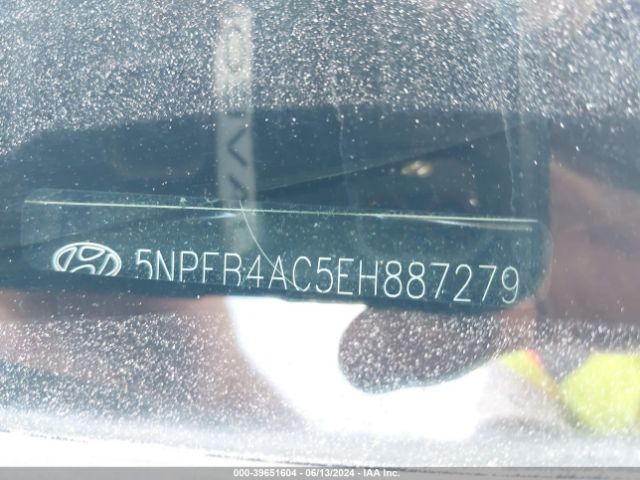 5NPEB4AC5EH887279
000-39651604 - 06/13/2024 - IAA Inc.